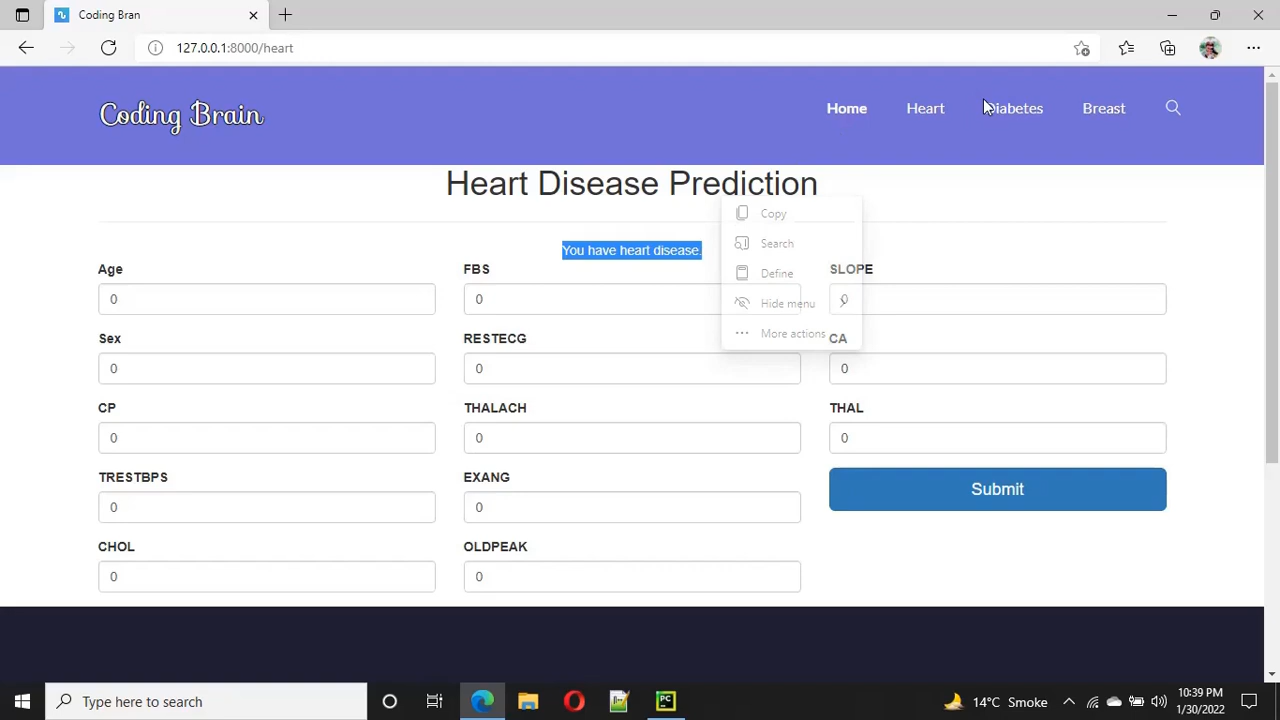 Coding Bran
127.0.0.1:8000/heart
Coding Brain
Home
Heart
Diabetes
Breast
Heart Disease Prediction
You have heart disease.
Copy
Search
Define
Hide menu
More actions
Age
0
Sex
0
CP
0
TRESTBPS
0
CHOL
0
FBS
0
RESTECG
0
THALACH
0
EXANG
0
OLDPEAK
0
SLOPE
0
CA
0
THAL
0
Submit
Type here to search
PC
14°C Smoke
10:39 PM
1/30/2022